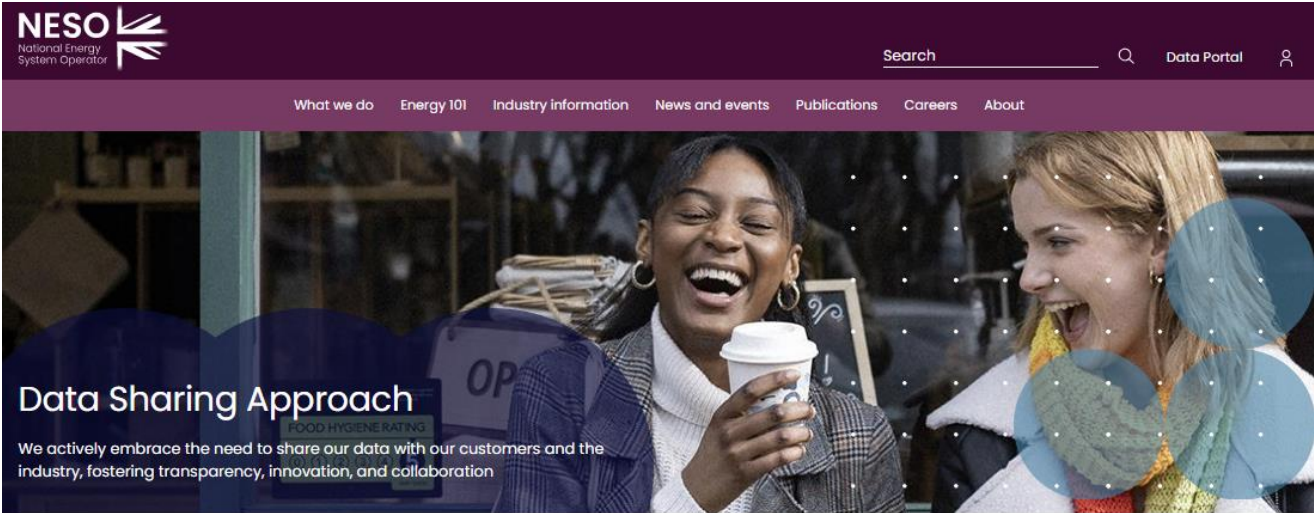 NESO
National Energy
System Operator
Search
Data Portal
What we do Energy 101 Industry information News and events Publications Careers About
OP
Data Sharing Approach
FOOD HYGIENE RATING
We actively embrace the need to share our data with our customers and the
industry, fostering transparency, innovation, and collaboration